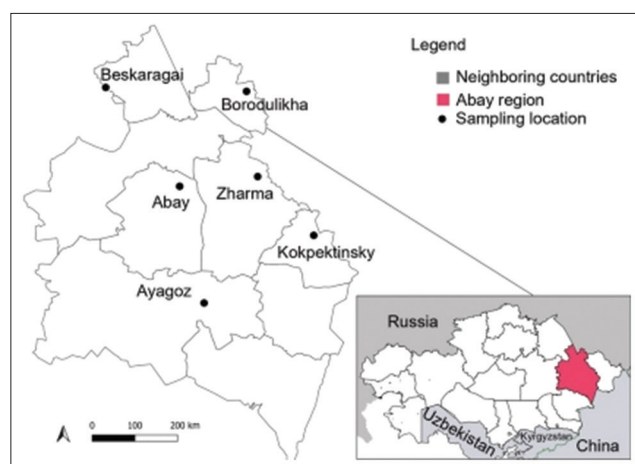 Legend
Neighboring countries
Abay region
Sampling location
Beskaragai
Borodulikha
Abay
Zharma
Kokpektinsky
Ayagoz
0 100 200 km
Russia
Uzbekistan
Kyrgyzstan
China